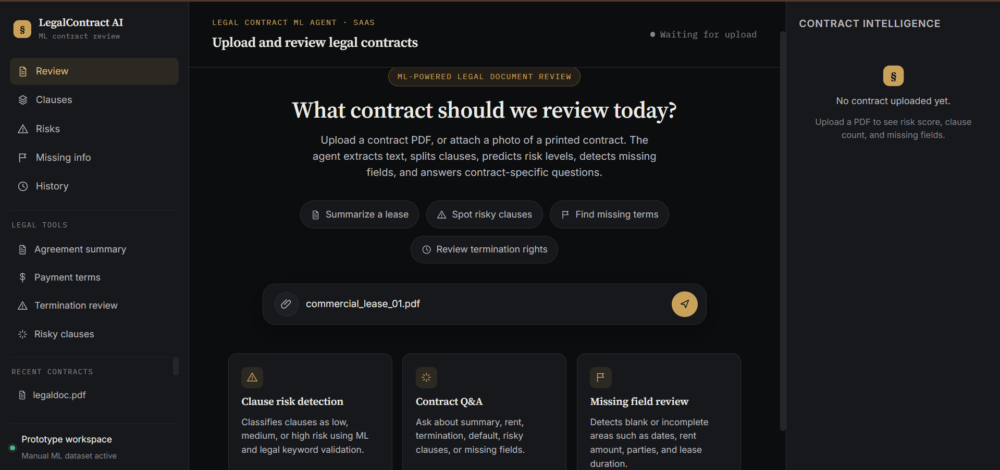 §
LegalContract AI
ML contract review
Review
Clauses
Risks
Missing info
History
LEGAL TOOLS
Agreement summary
$ Payment terms
Termination review
Risky clauses
RECENT CONTRACTS
legaldoc.pdf
Prototype workspace
Manual ML dataset active
LEGAL CONTRACT ML AGENT · SAAS
Upload and review legal contracts
Waiting for upload
ML-POWERED LEGAL DOCUMENT REVIEW
What contract should we review today?
Upload a contract PDF, or attach a photo of a printed contract. The
agent extracts text, splits clauses, predicts risk levels, detects missing
fields, and answers contract-specific questions.
Summarize a lease
Spot risky clauses
Find missing terms
Review termination rights
commercial_lease_01.pdf
Clause risk detection
Classifies clauses as low,
medium, or high risk using ML
and legal keyword validation.
Contract Q&A
Ask about summary, rent,
termination, default, risky
clauses, or missing fields.
Missing field review
Detects blank or incomplete
areas such as dates, rent
amount, parties, and lease
duration.
CONTRACT INTELLIGENCE
§
No contract uploaded yet.
Upload a PDF to see risk score, clause
count, and missing fields.